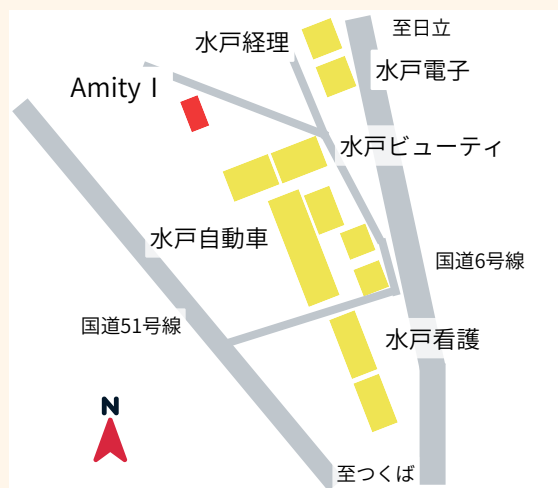 至日立
水戸経理
水戸電子
Amity Ⅰ
水戸ビューティ
水戸自動車
国道6号線
国道51号線
水戸看護
N
至つくば